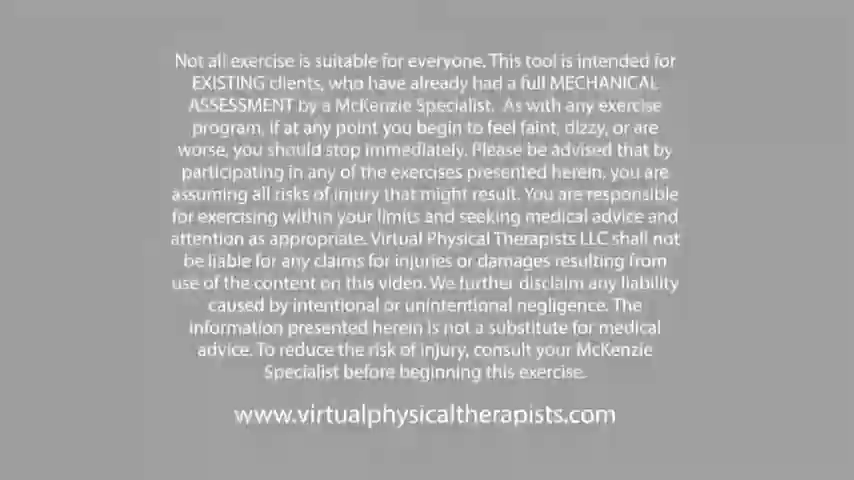 Not all exercise is suitable for everyone. This tool is intended for
EXISTING clients, who have already had a full MECHANICAL
ASSESSMENT by a McKenzie Specialist. As with any exercise
program, if at any point you begin to feel faint, dizzy, or are
worse, you should stop immediately. Please be advised that by
participating in any of the exercises presented herein, you are
assuming all risks of injury that might result. You are responsible
for exercising within your limits and seeking medical advice and
attention as appropriate. Virtual Physical Therapists LLC shall not
be liable for any claims for injuries or damages resulting from
use of the content on this video. We further disclaim any liability
caused by intentional or unintentional negligence. The
information presented herein is not a substitute for medical
advice. To reduce the risk of injury, consult your McKenzie
Specialist before beginning this exercise.
www.virtualphysicaltherapists.com